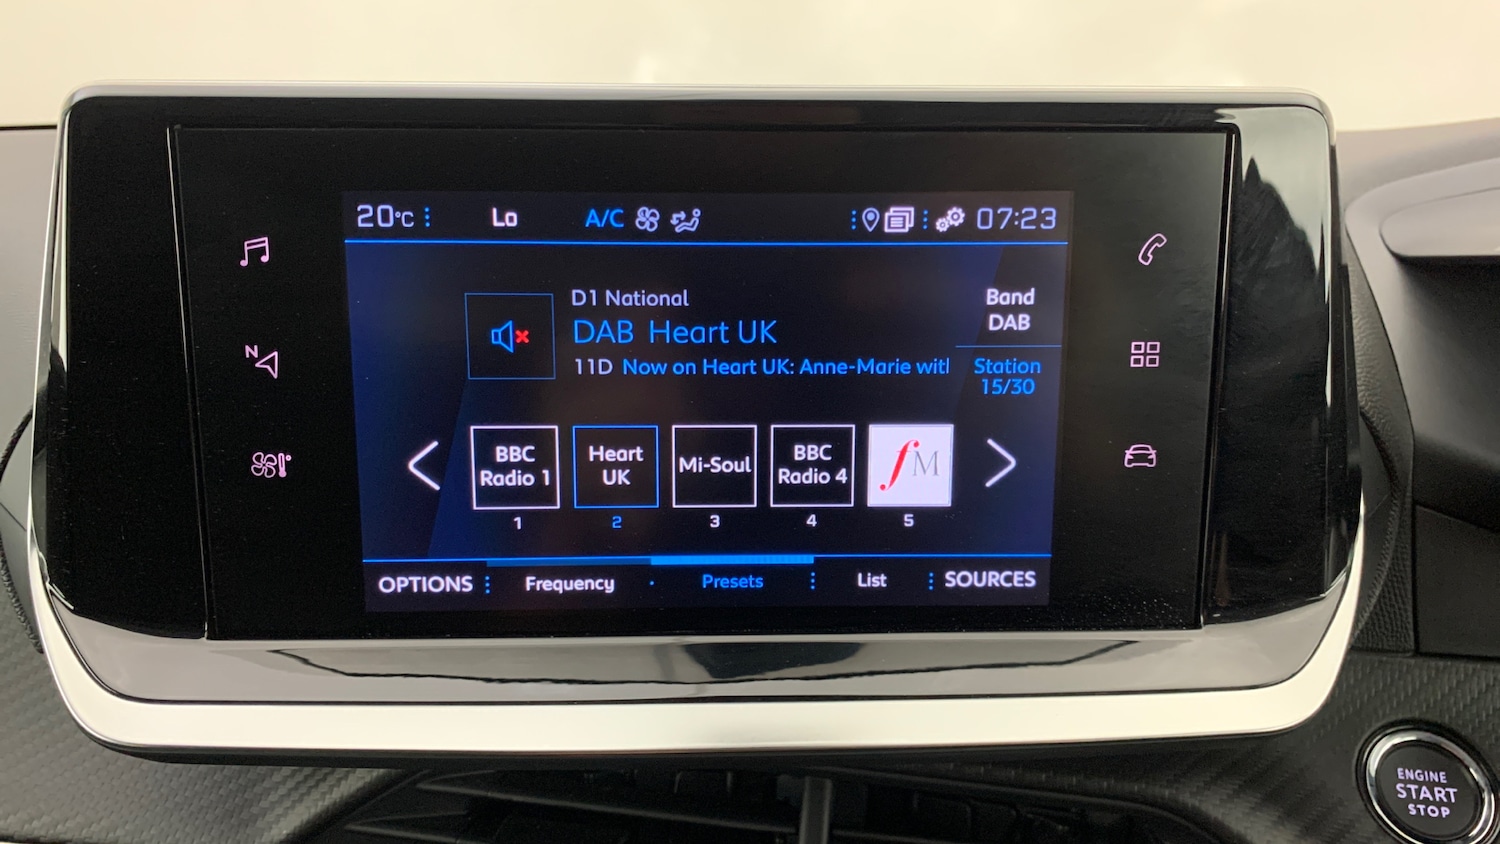 20°C
Lo
A/C
07:23
D1 National
DAB Heart UK
11D Now on Heart UK: Anne-Marie with
Band
DAB
Station
15/30
N
BBC
Radio 1
Heart
UK
Mi-Soul
BBC
Radio 4
fM
1
2
3
4
5
OPTIONS
Frequency
Presets
List
SOURCES
ENGINE
START
STOP